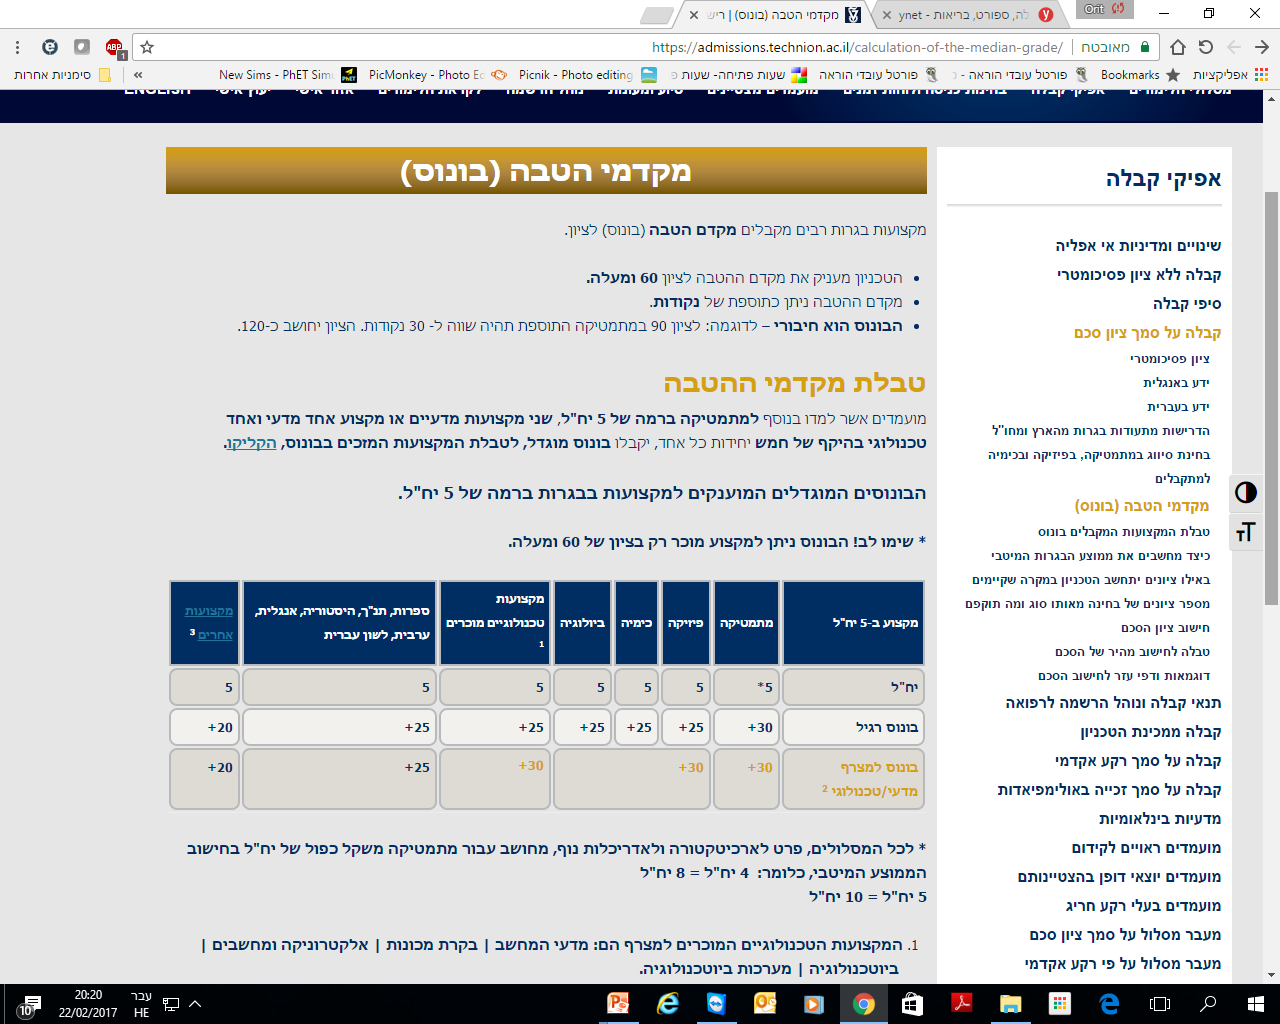 Orit
מקדמי הטבה (בונוס) | ריש
ynet - לה, ספורט, בריאות
https://admissions.technion.ac.il/calculation-of-the-median-grade/
מאובטח
אפליקציות
Bookmarks
פורטל עובדי הוראה - כ
פורטל עובדי הוראה
שעות פתיחה- שעות פ
Picnik - Photo editing
PicMonkey - Photo Ed
New Sims - PhET Simu
«
סימניות אחרות
ENGLISH
מקדמי הטבה (בונוס)
מקצועות בגרות רבים מקבלים מקדם הטבה (בונוס) לציון.
• הטכניון מעניק את מקדם ההטבה לציון 60 ומעלה.
• מקדם ההטבה ניתן כתוספת של נקודות.
• הבונוס הוא חיבורי – לדוגמה: לציון 90 במתמטיקה התוספת תהיה שווה ל- 30 נקודות. הציון יחושב כ-120.
טבלת מקדמי ההטבה
מועמדים אשר למדו בנוסף למתמטיקה ברמה של 5 יח"ל, שני מקצועות מדעיים או מקצוע אחד מדעי ואחד
טכנולוגי בהיקף של חמש יחידות כל אחד, יקבלו בונוס מוגדל, לטבלת המקצועות המזכים בבונוס, הקליקו.
הבונוסים המוגדלים המוענקים למקצועות בבגרות ברמה של 5 יח"ל.
* שימו לב! הבונוס ניתן למקצוע מוכר רק בציון של 60 ומעלה.
מקצוע ב-5 יח"ל
מתמטיקה
פיזיקה
כימיה
ביולוגיה
מקצועות
טכנולוגיים מוכרים
1
ספרות, תנ"ך, היסטוריה, אנגלית,
ערבית, לשון עברית
מקצועות
אחרים 3
יח"ל
5*
5
5
5
5
5
5
בונוס רגיל
+30
+25
+25
+25
+25
+25
+20
בונוס למצרף
מדעי/טכנולוגי 2
+30
+30
+30
+25
+20
* לכל המסלולים, פרט לארכיטקטורה ולאדריכלות נוף, מחושב עבור מתמטיקה משקל כפול של יח"ל בחישוב
הממוצע המיטבי, כלומר: 4 יח"ל = 8 יח"ל
5 יח"ל = 10 יח"ל
1. המקצועות הטכנולוגיים המוכרים למצרף הם: מדעי המחשב | בקרת מכונות | אלקטרוניקה ומחשבים |
ביוטכנולוגיה | מערכות ביוטכנולוגיה.
אפיקי קבלה
שינויים ומדיניות אי אפליה
קבלה ללא ציון פסיכומטרי
סיפי קבלה
קבלה על סמך ציון סכם
ציון פסיכומטרי
ידע באנגלית
ידע בעברית
הדרישות מתעודות בגרות מהארץ ומחו"ל
בחינת סיווג במתמטיקה, בפיזיקה ובכימיה
למתקבלים
מקדמי הטבה (בונוס)
טבלת המקצועות המקבלים בונוס
כיצד מחשבים את ממוצע הבגרות המיטבי
באילו ציונים יתחשב הטכניון במקרה שקיימים
מספר ציונים של בחינה מאותו סוג ומה תוקפם
חישוב ציון הסכם
טבלה לחישוב מהיר של הסכם
דוגמאות ודפי עזר לחישוב הסכם
תנאי קבלה ונוהל הרשמה לרפואה
קבלה ממכינת הטכניון
קבלה על סמך רקע אקדמי
קבלה על סמך זכייה באולימפיאדות
מדעיות בינלאומיות
מועמדים ראויים לקידום
מועמדים יוצאי דופן בהצטיינותם
מועמדים בעלי רקע חריג
מעבר מסלול על סמך ציון סכם
מעבר מסלול על פי רקע אקדמי
20:20
22/02/2017
עבר
HE
10